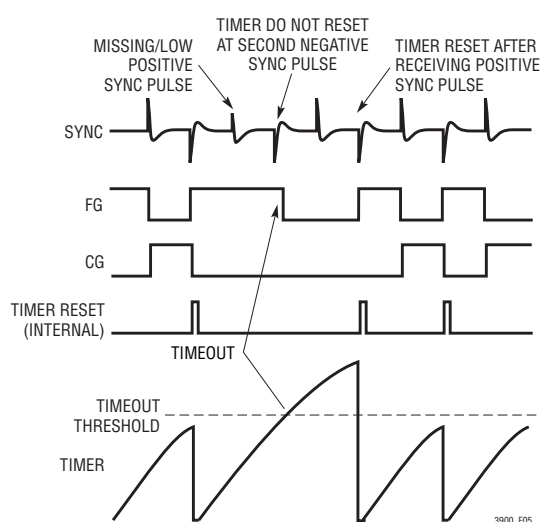 MISSING/LOW
POSITIVE
SYNC PULSE
TIMER DO NOT RESET
AT SECOND NEGATIVE
SYNC PULSE
TIMER RESET AFTER
RECEIVING POSITIVE
SYNC PULSE
SYNC
FG
CG
TIMER RESET
(INTERNAL)
TIMEOUT
TIMEOUT
THRESHOLD
TIMER
3900 F05